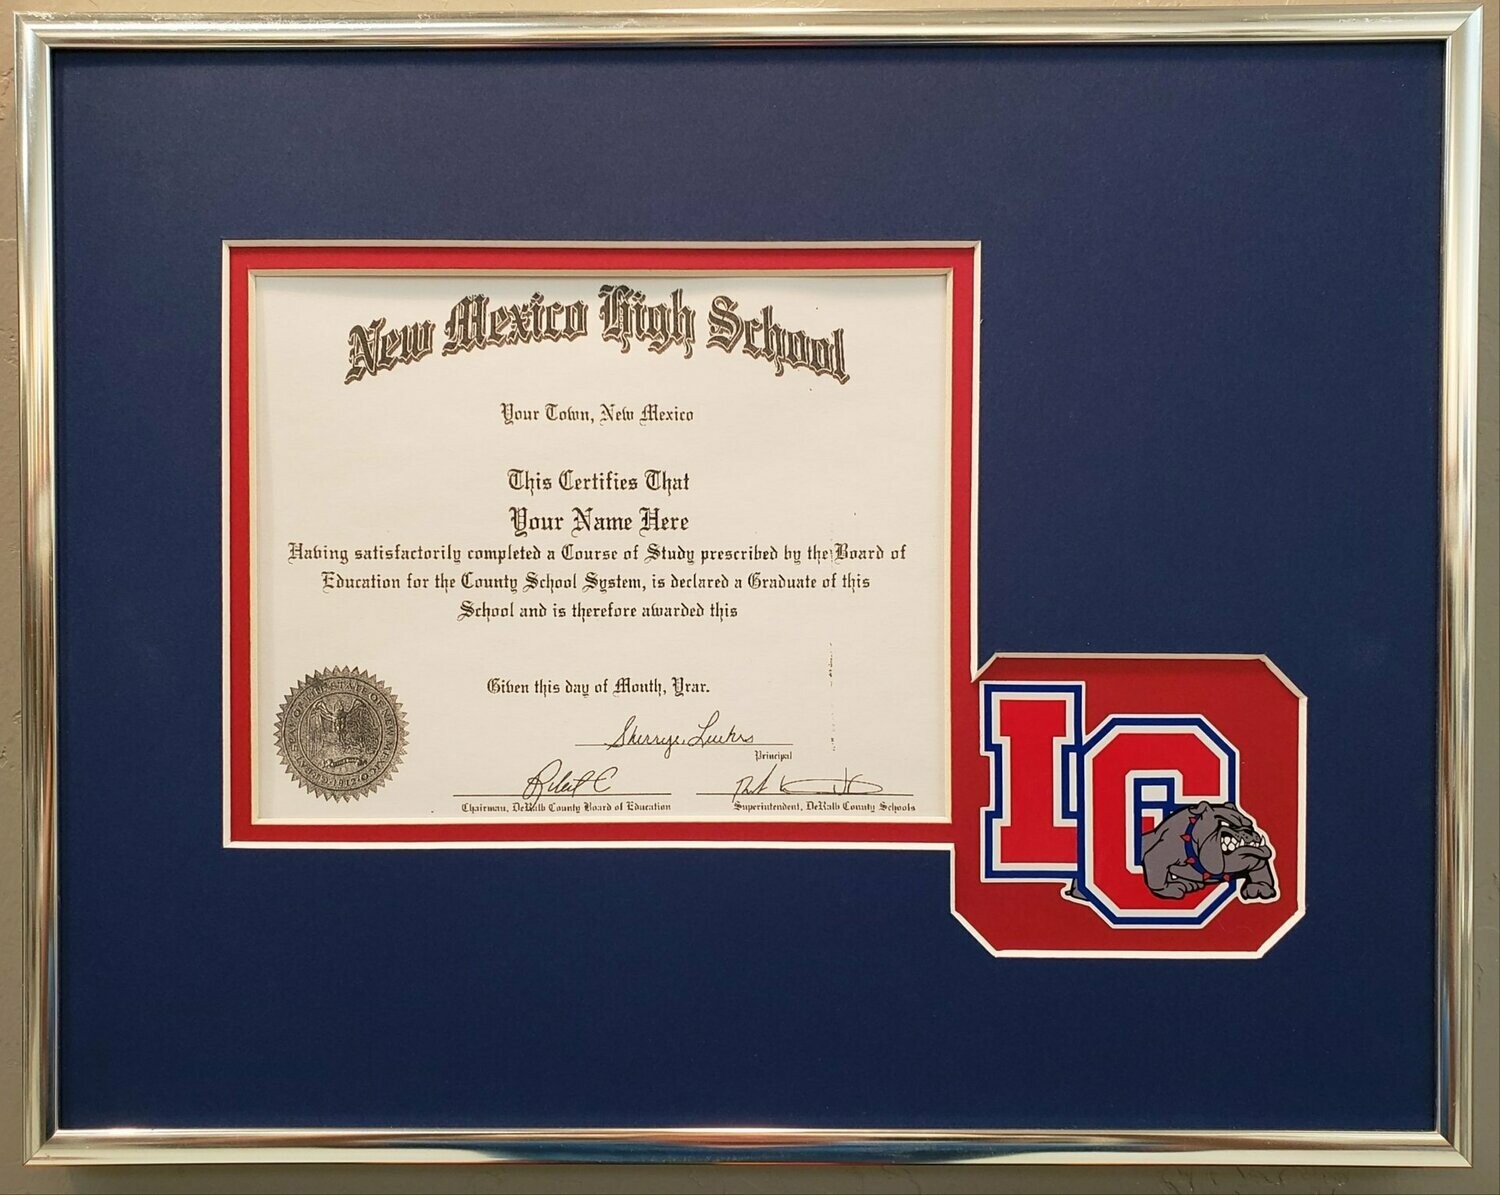 New Mexico High School
Your Town, New Mexico
This Certifies That
Your Name Here
Having satisfactorily completed a Course of Study prescribed by the Board of
Education for the County School System, is declared a Graduate of this
School and is therefore awarded this
Given this day of Month, Yrar.
Principal
Chairman, DeKalb County Board of Education
Superintendent, DeKalb County Schools
LC